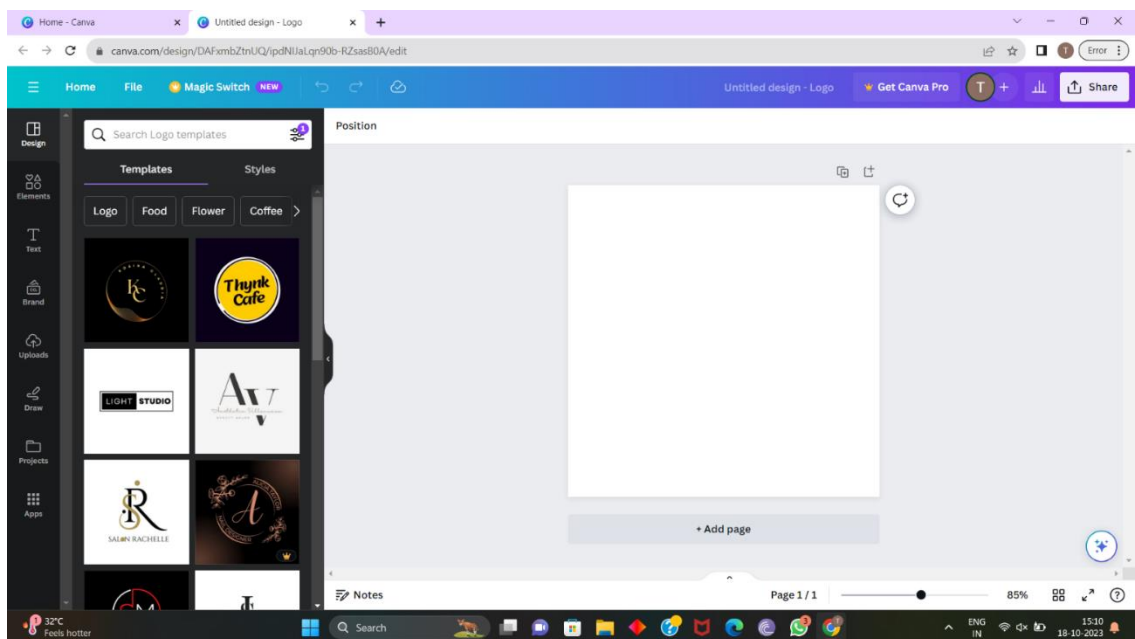 Home - Canva
Untitled design - Logo
canva.com/design/DAFxmbZtnUQ/ipdNIJaLqn90b-RZsasB0A/edit
T
Error
Home
File
Magic Switch NEW
Untitled design - Logo
Get Canva Pro
T
+
Share
Design
Elements
Text
Brand
Uploads
Draw
Projects
Apps
Search Logo templates
1
Templates
Styles
Logo
Food
Flower
Coffee
KC
Thynk
Cafe
LIGHT STUDIO
SALON RACHELLE
A
Position
+ Add page
Notes
Page 1 / 1
85%
32°C
Feels hotter
Search
ENG
IN
15:10
18-10-2023